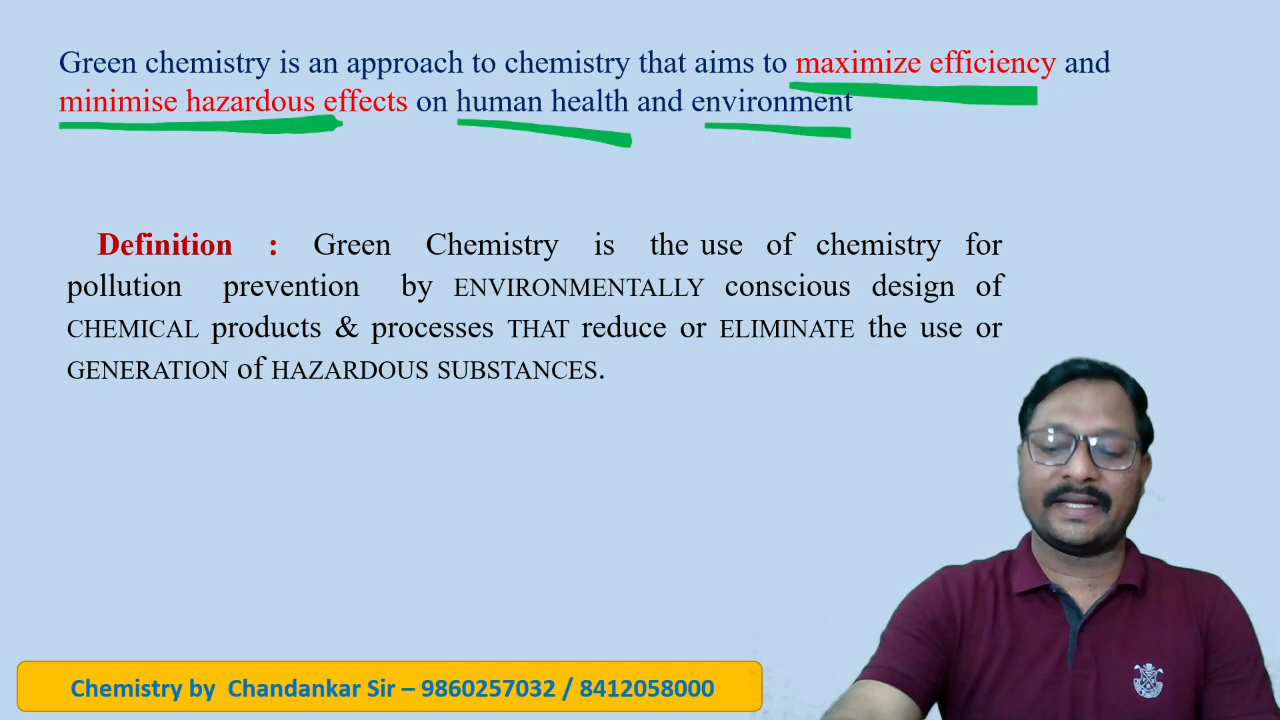 Green chemistry is an approach to chemistry that aims to maximize efficiency and
minimise hazardous effects on human health and environment
Definition : Green Chemistry is the use of chemistry for
pollution prevention by ENVIRONMENTALLY conscious design of
CHEMICAL products & processes THAT reduce or ELIMINATE the use or
GENERATION of HAZARDOUS SUBSTANCES.
Chemistry by Chandankar Sir – 9860257032 / 8412058000